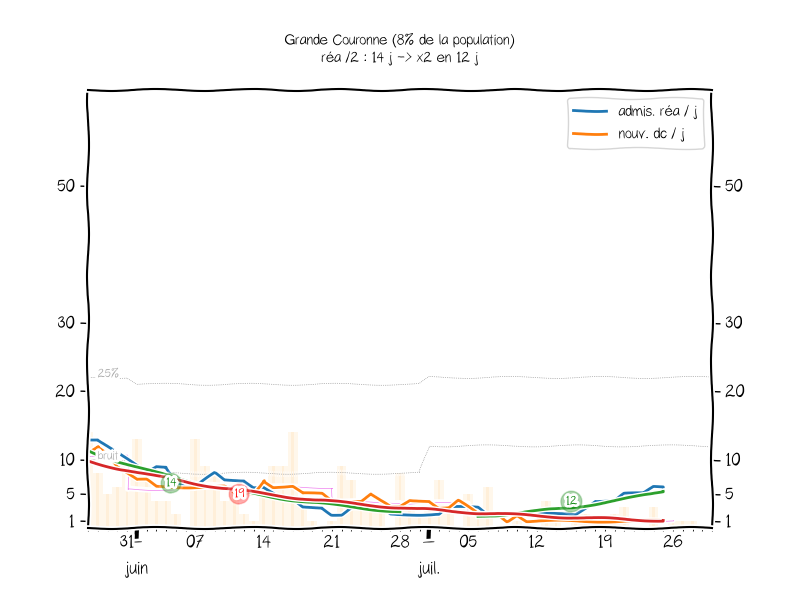 Grande Couronne (8% de la population)
réa /2 : 14 j -> x2 en 12 j
admis. réa / j
nouv. dc / j
50 50
30 30
25%
20 20
bruit
10 10
14
19
12
5 5
1 1
31 07 14 21 28 05 12 19 26
juin juil.